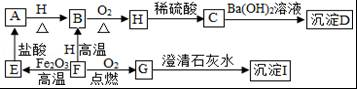 A H △ B O₂ △ H 稀硫酸 C Ba(OH)₂溶液 沉淀D
盐酸 H 高温
E Fe₂O₃ 高温 F O₂ 点燃 G 澄清石灰水 沉淀I